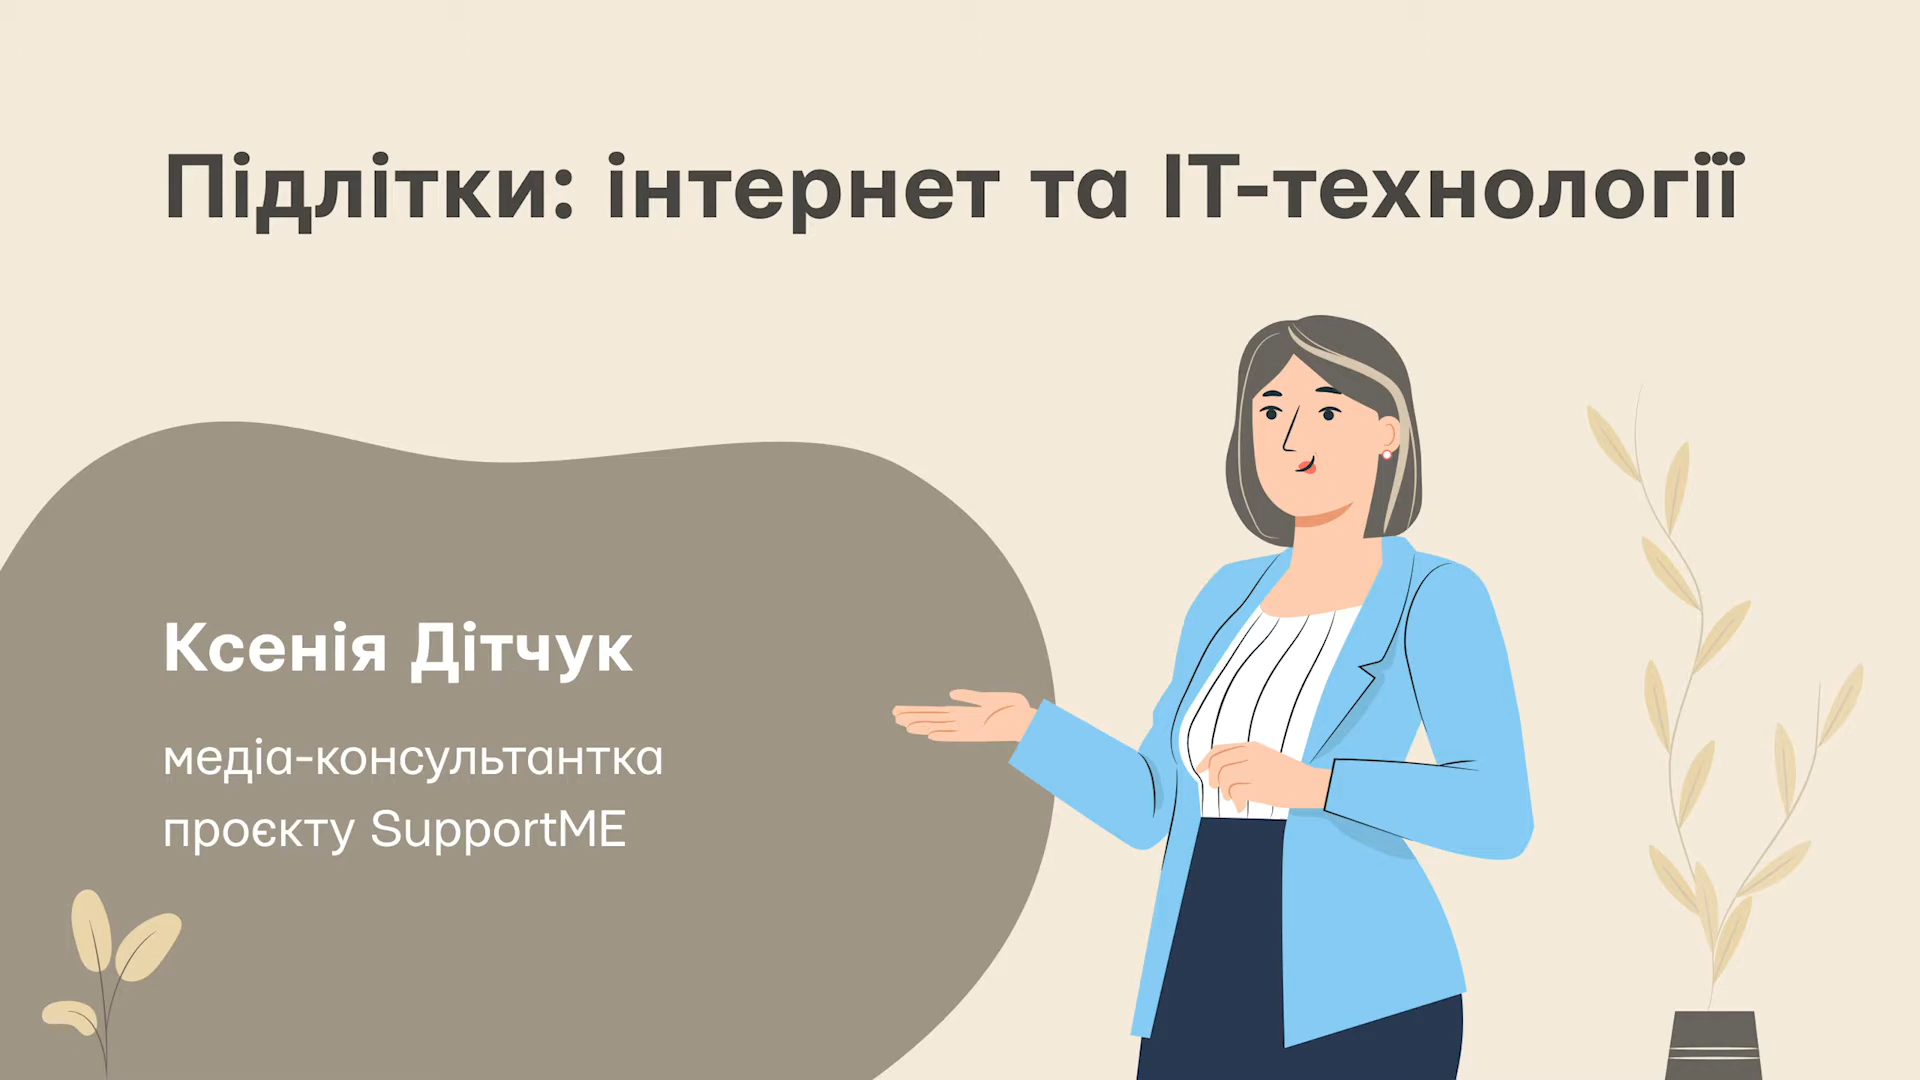 Підлітки: інтернет та ІТ-технології
Ксенія Дітчук
медіа-консультантка
проєкту SupportME